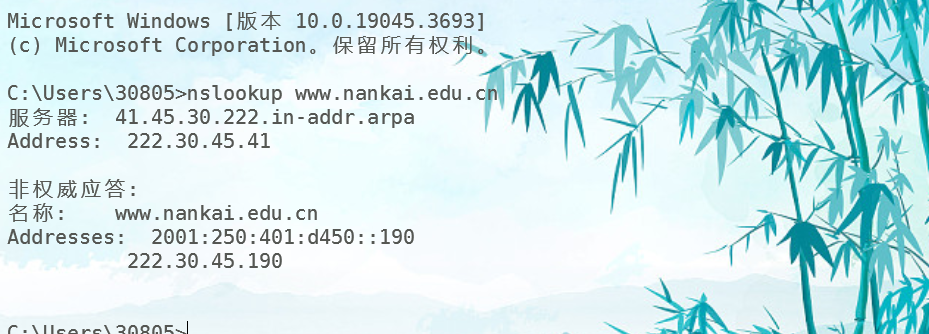 Microsoft Windows [版本 10.0.19045.3693]
(c) Microsoft Corporation。保留所有权利。
C:\Users\30805>nslookup www.nankai.edu.cn
服务器:  41.45.30.222.in-addr.arpa
Address:  222.30.45.41
非权威应答:
名称:    www.nankai.edu.cn
Addresses:  2001:250:401:d450::190
222.30.45.190
C:\Users\30805>